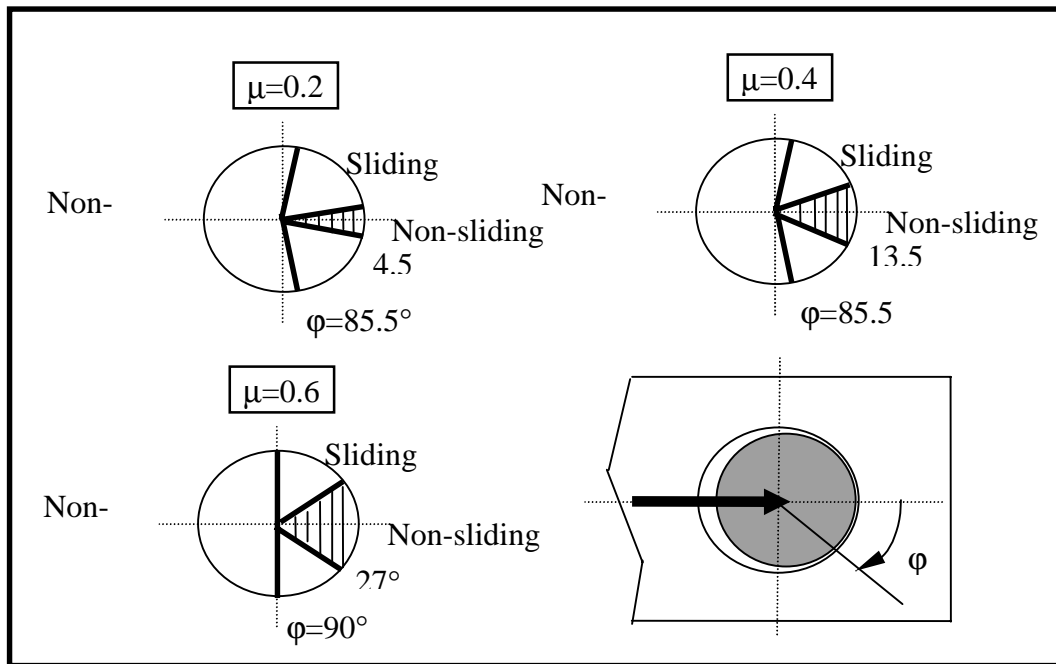 μ=0.2
Sliding
Non-
Non-sliding
4.5
φ=85.5°
μ=0.4
Sliding
Non-
Non-sliding
13.5
φ=85.5
μ=0.6
Sliding
Non-
Non-sliding
27°
φ=90°
φ